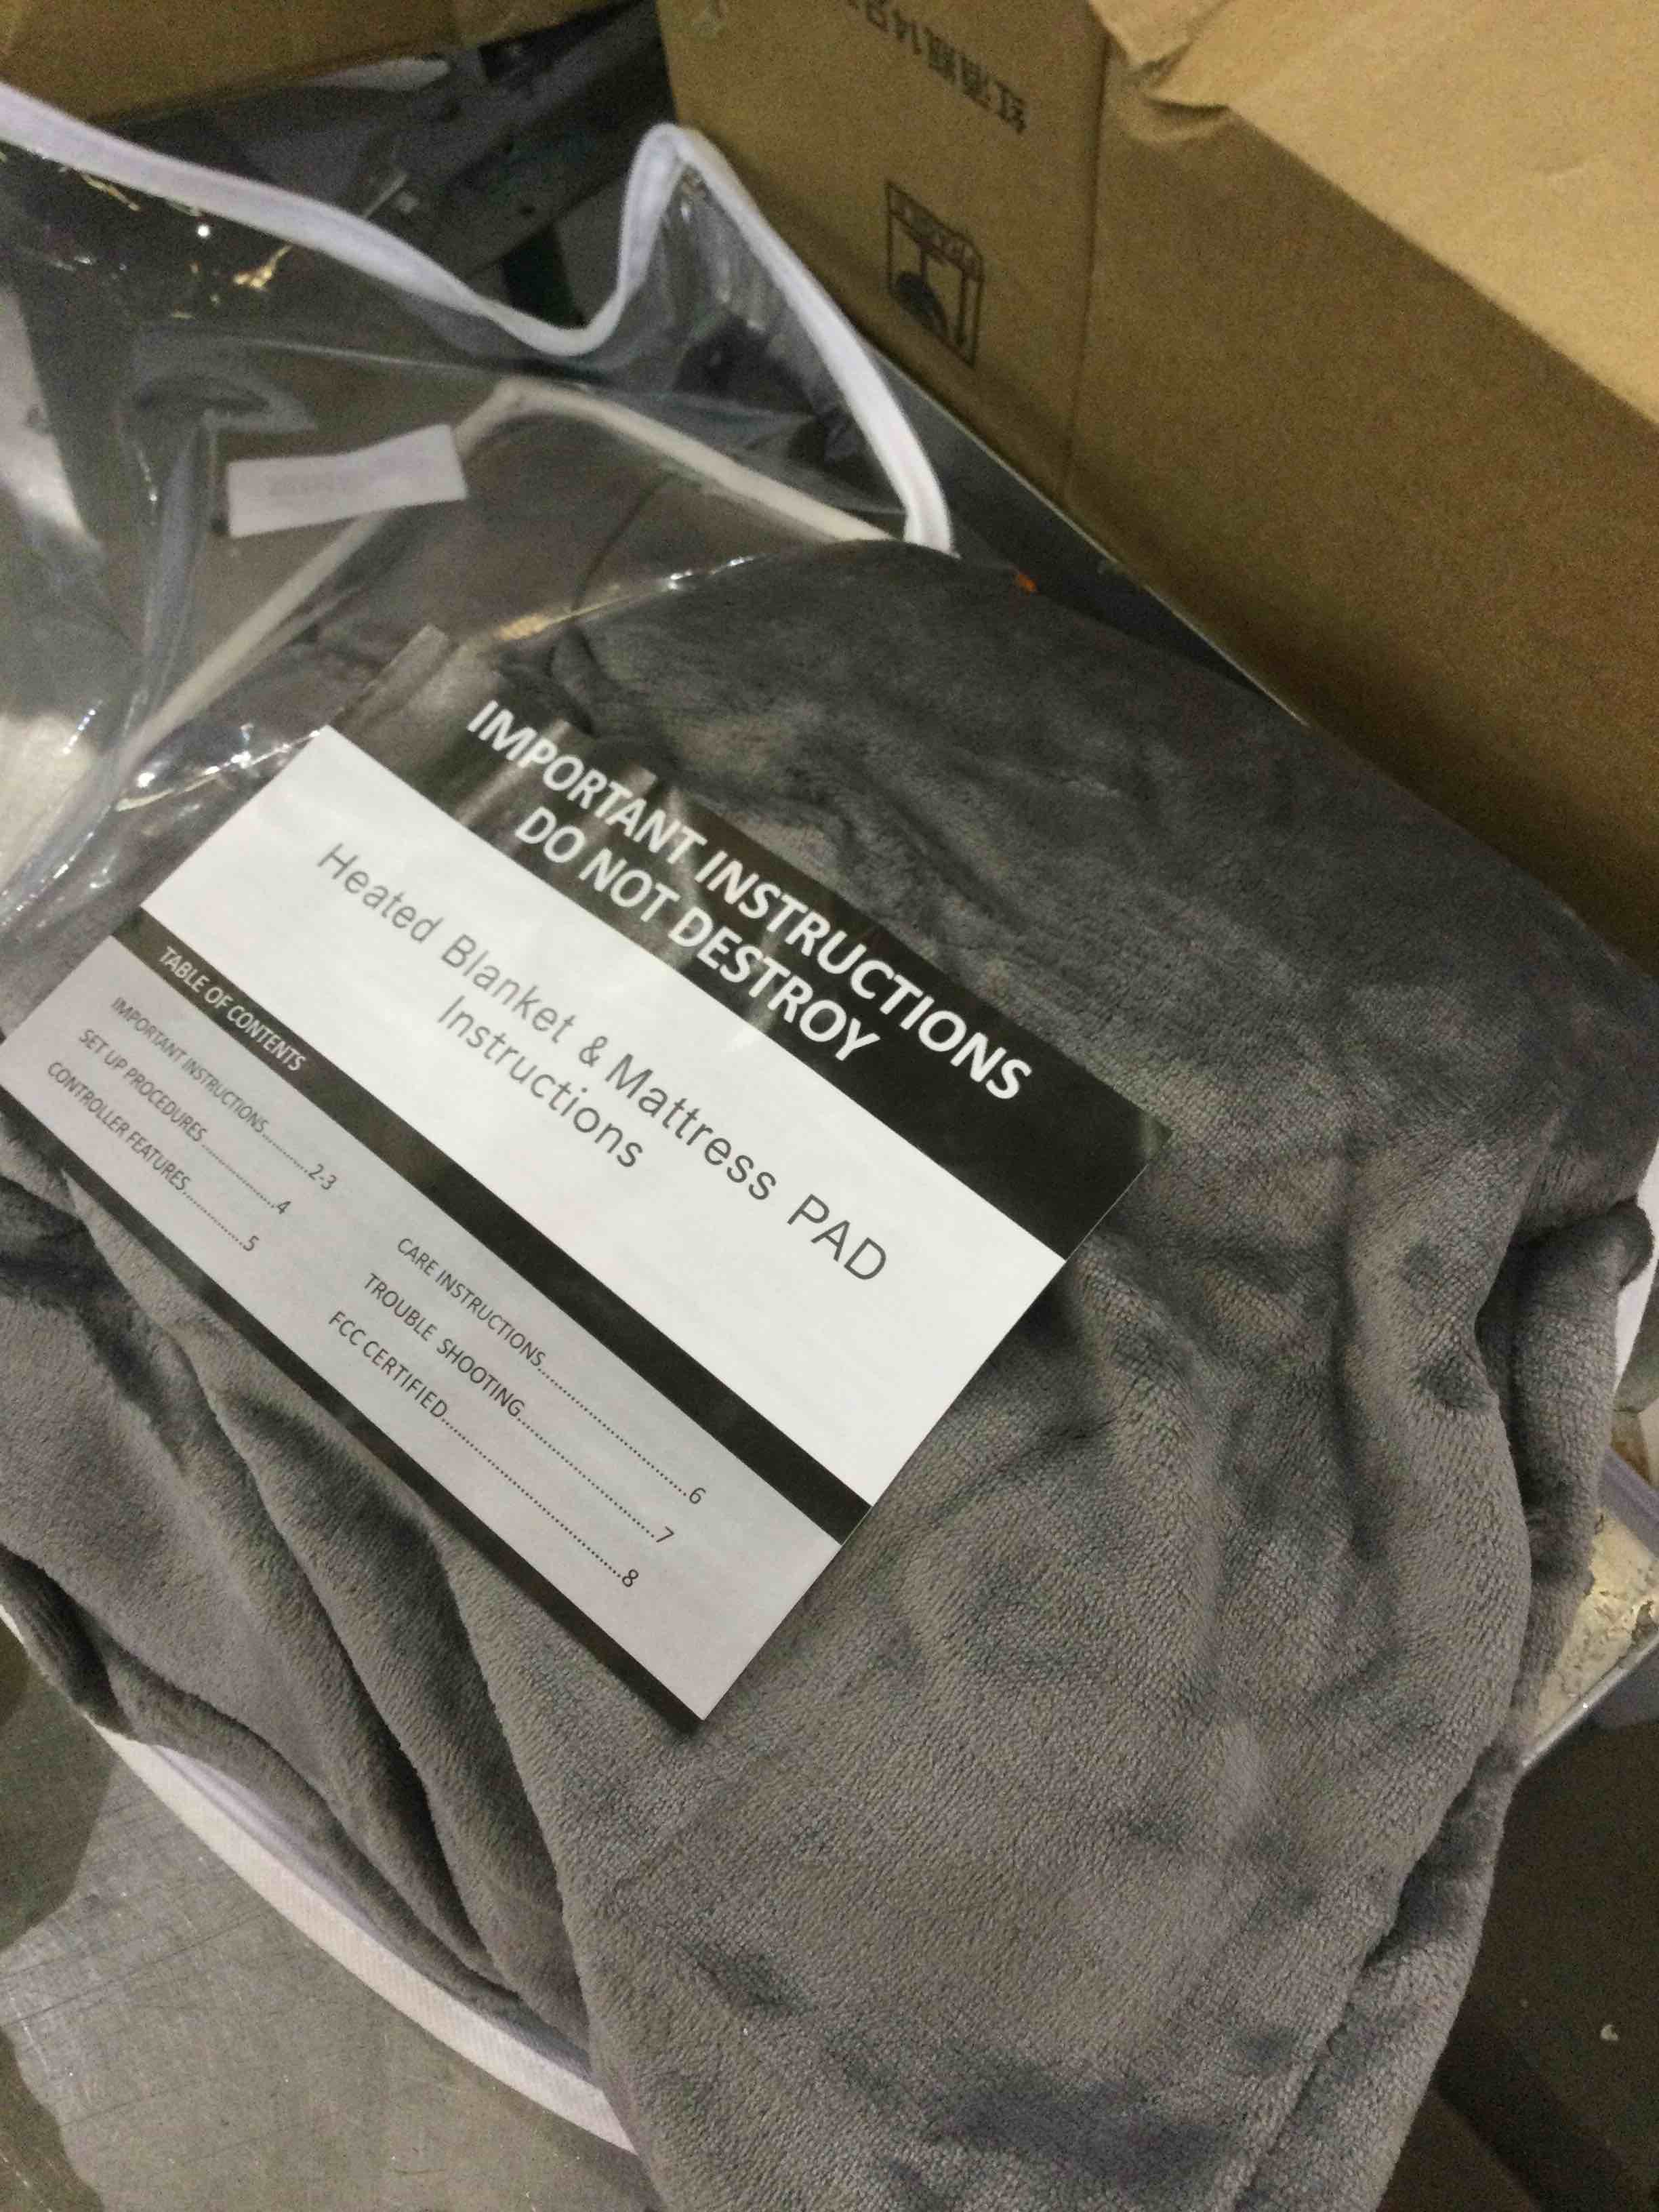 IMPORTANT INSTRUCTIONS
DO NOT DESTROY
Heated Blanket & Mattress PAD
Instructions
TABLE OF CONTENTS
IMPORTANT INSTRUCTIONS..........2-3
SET UP PROCEDURES................4
CONTROLLER FEATURES............5
CARE INSTRUCTIONS..............................6
TROUBLE SHOOTING............................7
FCC CERTIFIED........................................8